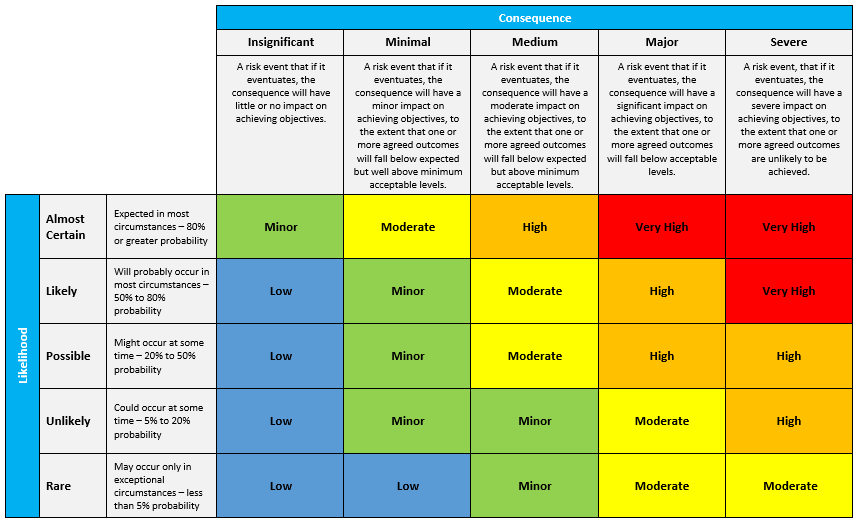 Consequence
Insignificant
Minimal
Medium
Major
Severe
A risk event that if it
eventuates, the
consequence will have
little or no impact on
achieving objectives.
A risk event that if it
eventuates, the
consequence will have a
minor impact on
achieving objectives, to
the extent that one or
more agreed outcomes
will fall below expected
but well above minimum
acceptable levels.
A risk event that if it
eventuates, the
consequence will have a
moderate impact on
achieving objectives, to
the extent that one or
more agreed outcomes
will fall below expected
but above minimum
acceptable levels.
A risk event that if it
eventuates, the
consequence will have a
significant impact on
achieving objectives, to
the extent that one or
more agreed outcomes
will fall below acceptable
levels.
A risk event, that if it
eventuates, the
consequence will have a
severe impact on
achieving objectives, to
the extent that one or
more agreed outcomes
are unlikely to be
achieved.
Likelihood
Almost
Certain
Expected in most
circumstances – 80%
or greater probability
Minor
Moderate
High
Very High
Very High
Likely
Will probably occur in
most circumstances –
50% to 80%
probability
Low
Minor
Moderate
High
Very High
Possible
Might occur at some
time – 20% to 50%
probability
Low
Minor
Moderate
High
High
Unlikely
Could occur at some
time – 5% to 20%
probability
Low
Minor
Minor
Moderate
High
Rare
May occur only in
exceptional
circumstances – less
than 5% probability
Low
Low
Minor
Moderate
Moderate